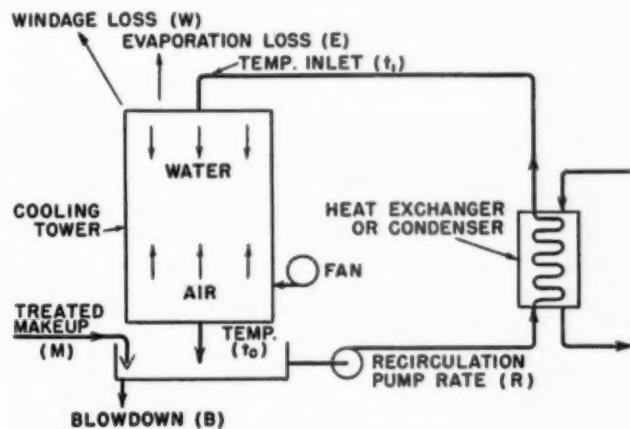 WINDAGE LOSS (W)
EVAPORATION LOSS (E)
TEMP. INLET (t₁)
WATER
COOLING
TOWER
HEAT EXCHANGER
OR CONDENSER
FAN
AIR
TREATED
MAKEUP
(M)
TEMP.
(t₀)
RECIRCULATION
PUMP RATE (R)
BLOWDOWN (B)